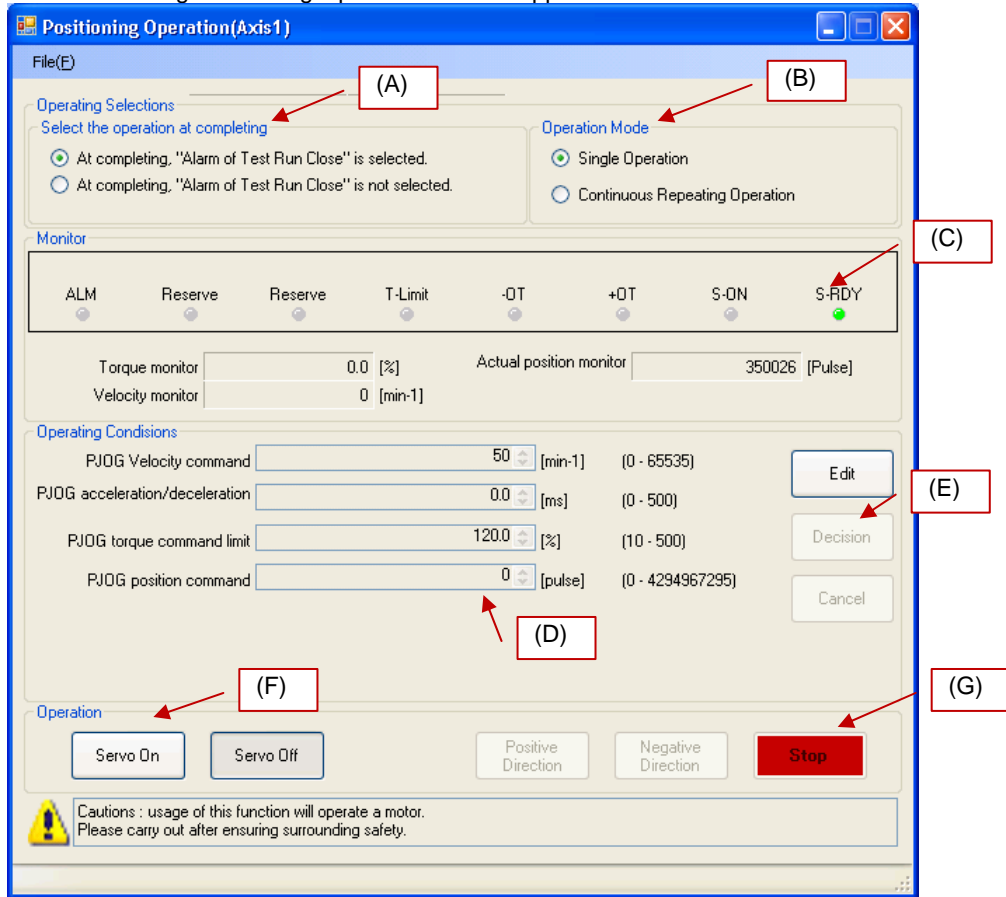 Positioning Operation(Axis1)
File(F)
(A)
(B)
Operating Selections
Select the operation at completing
At completing, "Alarm of Test Run Close" is selected.
At completing, "Alarm of Test Run Close" is not selected.
Operation Mode
Single Operation
Continuous Repeating Operation
(C)
Monitor
ALM Reserve Reserve T-Limit -OT +OT S-ON S-RDY
Torque monitor 0.0 [%] Actual position monitor 350026 [Pulse]
Velocity monitor 0 [min-1]
Operating Condisions
PJOG Velocity command 50 [min-1] (0 - 65535) Edit
PJOG acceleration/deceleration 0.0 [ms] (0 - 500)
(E)
PJOG torque command limit 120.0 [%] (10 - 500) Decision
PJOG position command 0 [pulse] (0 - 4294967295) Cancel
(D)
(F)
(G)
Operation
Servo On Servo Off Positive Direction Negative Direction Stop
Cautions : usage of this function will operate a motor.
Please carry out after ensuring surrounding safety.